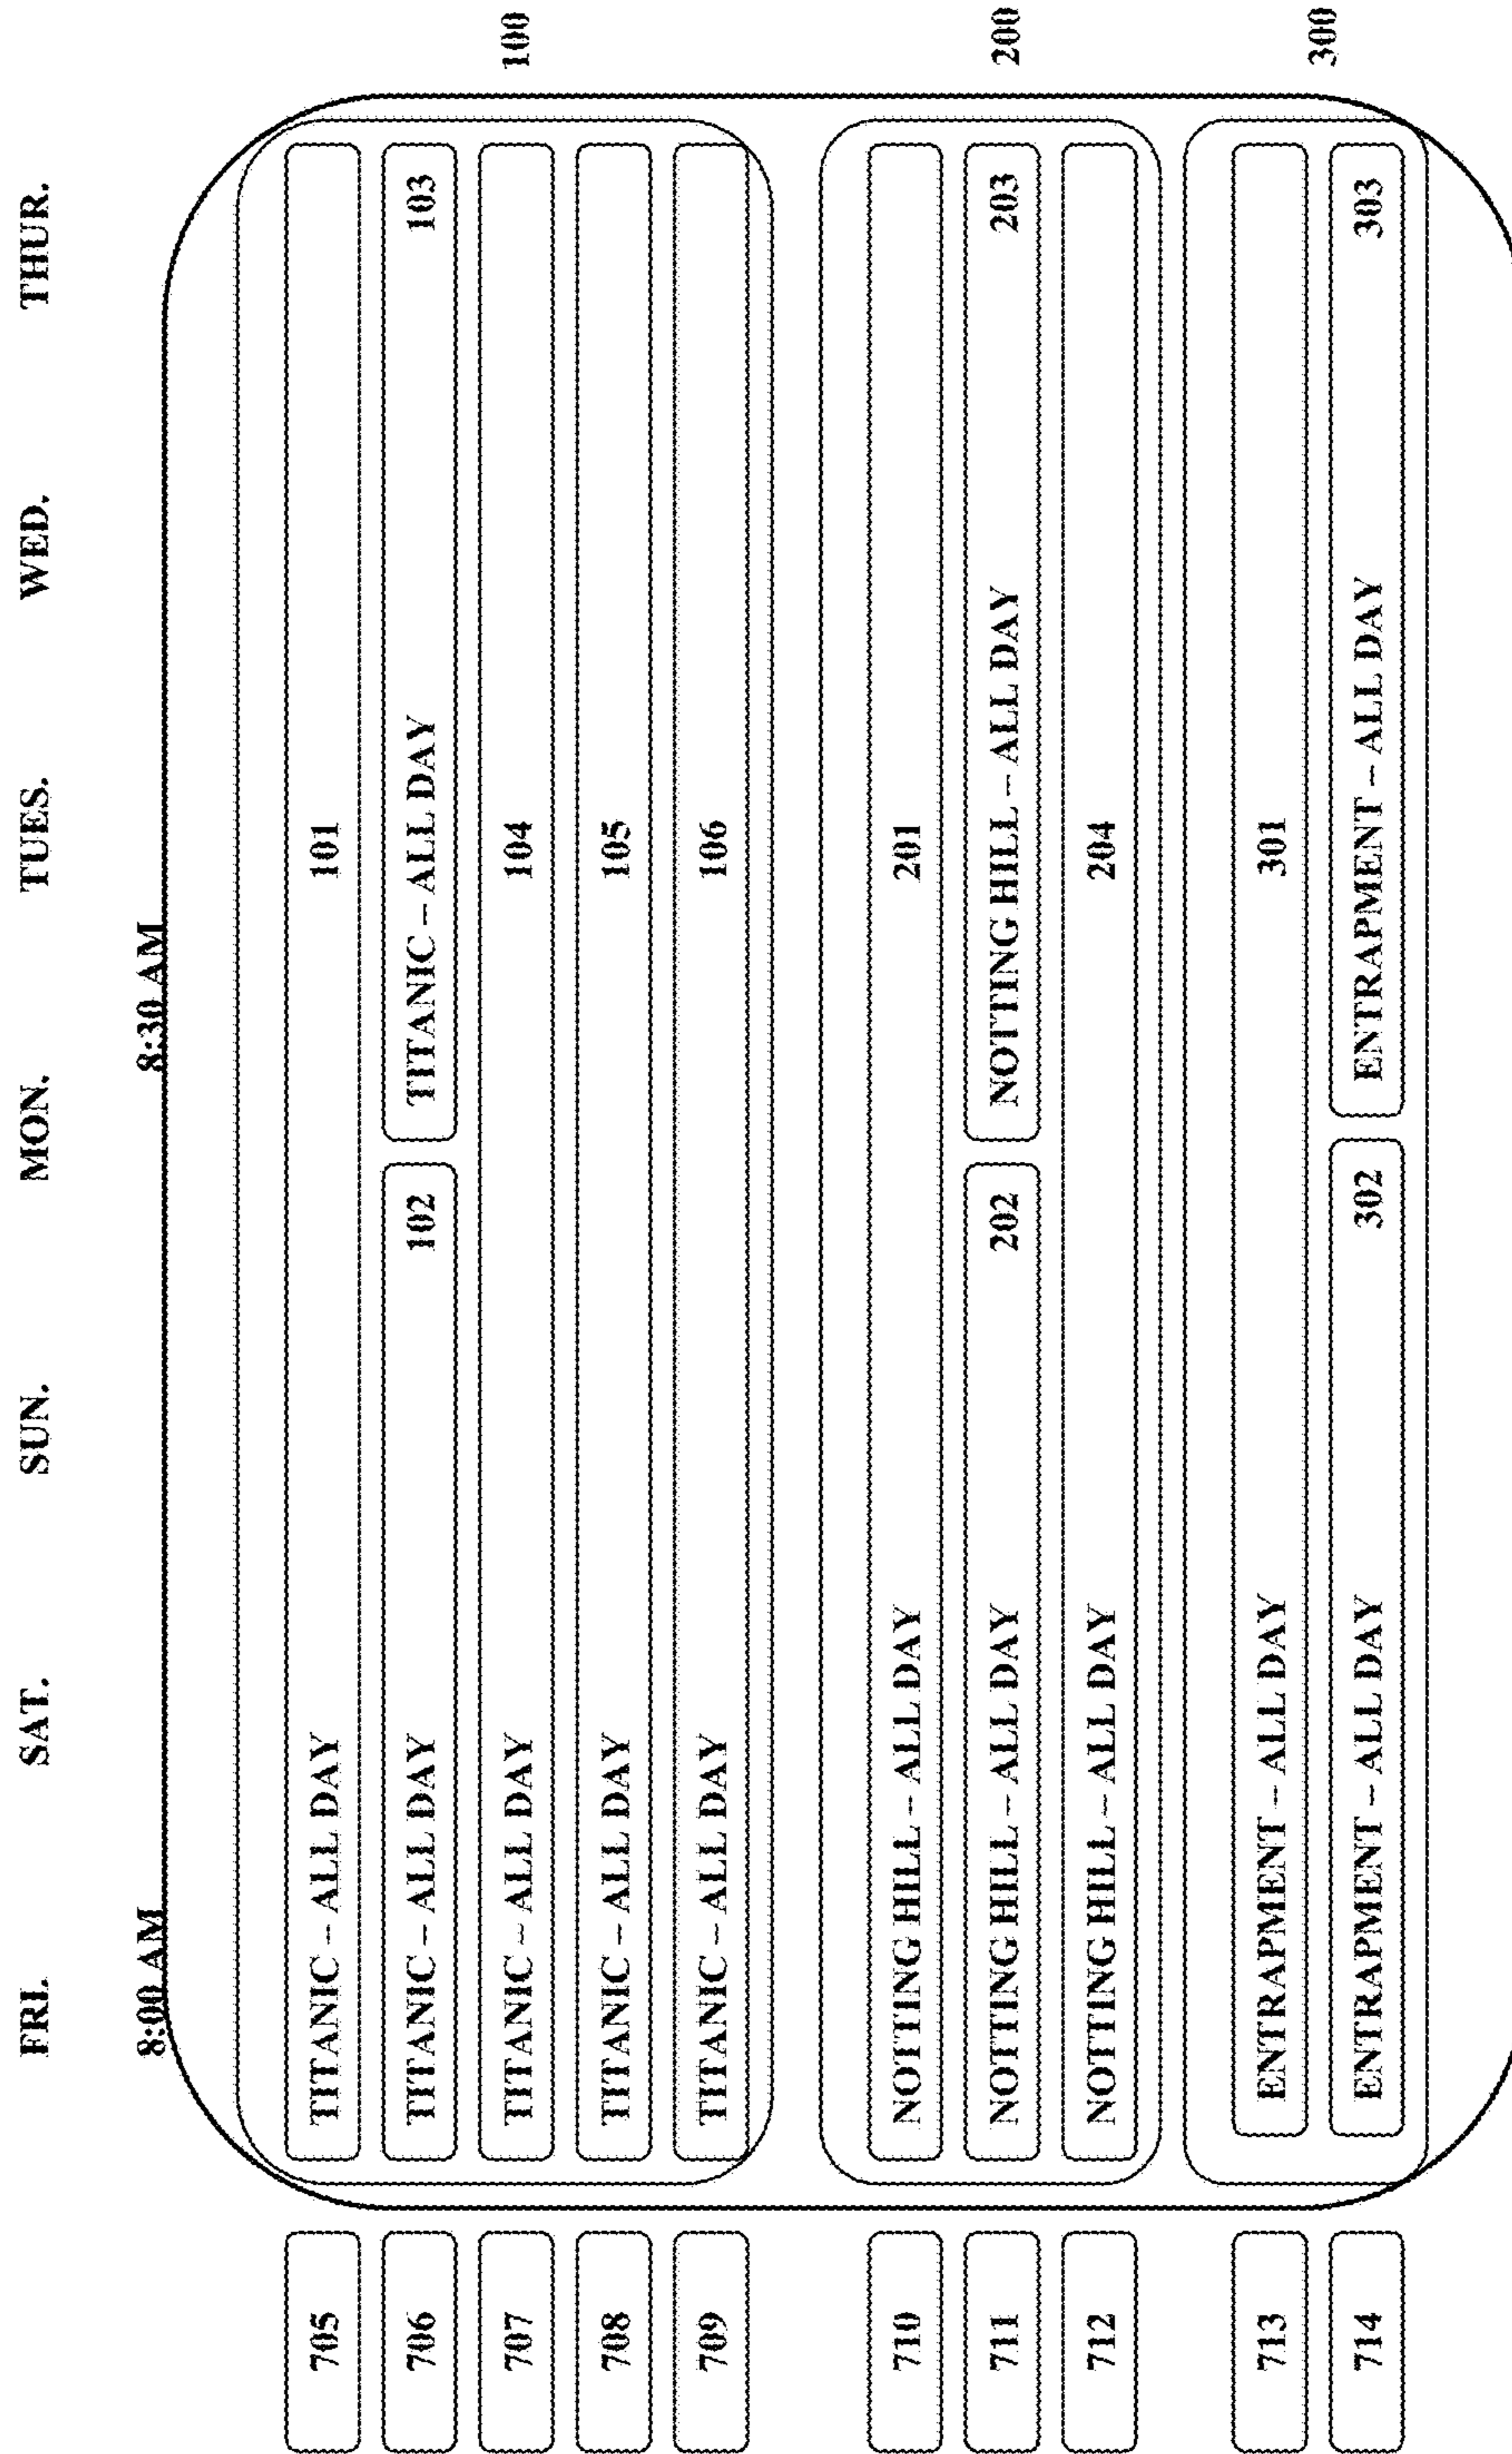 FRI. SAT. SUN. MON. TUES. WED. THUR.
8:00 AM 8:30 AM
705 TITANIC – ALL DAY 101
706 TITANIC – ALL DAY 102 TITANIC – ALL DAY 103
707 TITANIC – ALL DAY 104
100
708 TITANIC – ALL DAY 105
709 TITANIC – ALL DAY 106
710 NOTTING HILL – ALL DAY 201
711 NOTTING HILL – ALL DAY 202 NOTTING HILL – ALL DAY 203
200
712 NOTTING HILL – ALL DAY 204
713 ENTRAPMENT – ALL DAY 301
300
714 ENTRAPMENT – ALL DAY 302 ENTRAPMENT – ALL DAY 303